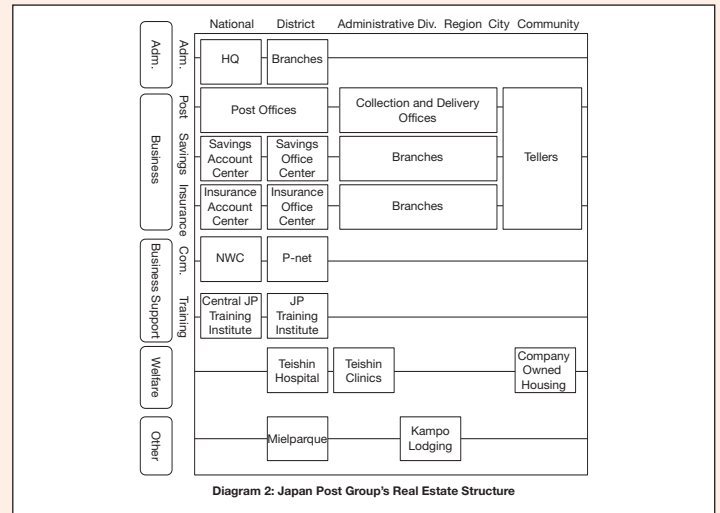 National District Administrative Div. Region City Community
Adm.
Adm.
HQ
Branches
Business
Post
Post Offices
Collection and Delivery
Offices
Tellers
Savings
Savings
Account
Center
Savings
Office
Center
Branches
Insurance
Insurance
Account
Center
Insurance
Office
Center
Branches
Business Support
Com.
NWC
P-net
Training
Central JP
Training
Institute
JP
Training
Institute
Welfare
Teishin
Hospital
Teishin
Clinics
Company
Owned
Housing
Other
Mielparque
Kampo
Lodging
Diagram 2: Japan Post Group's Real Estate Structure